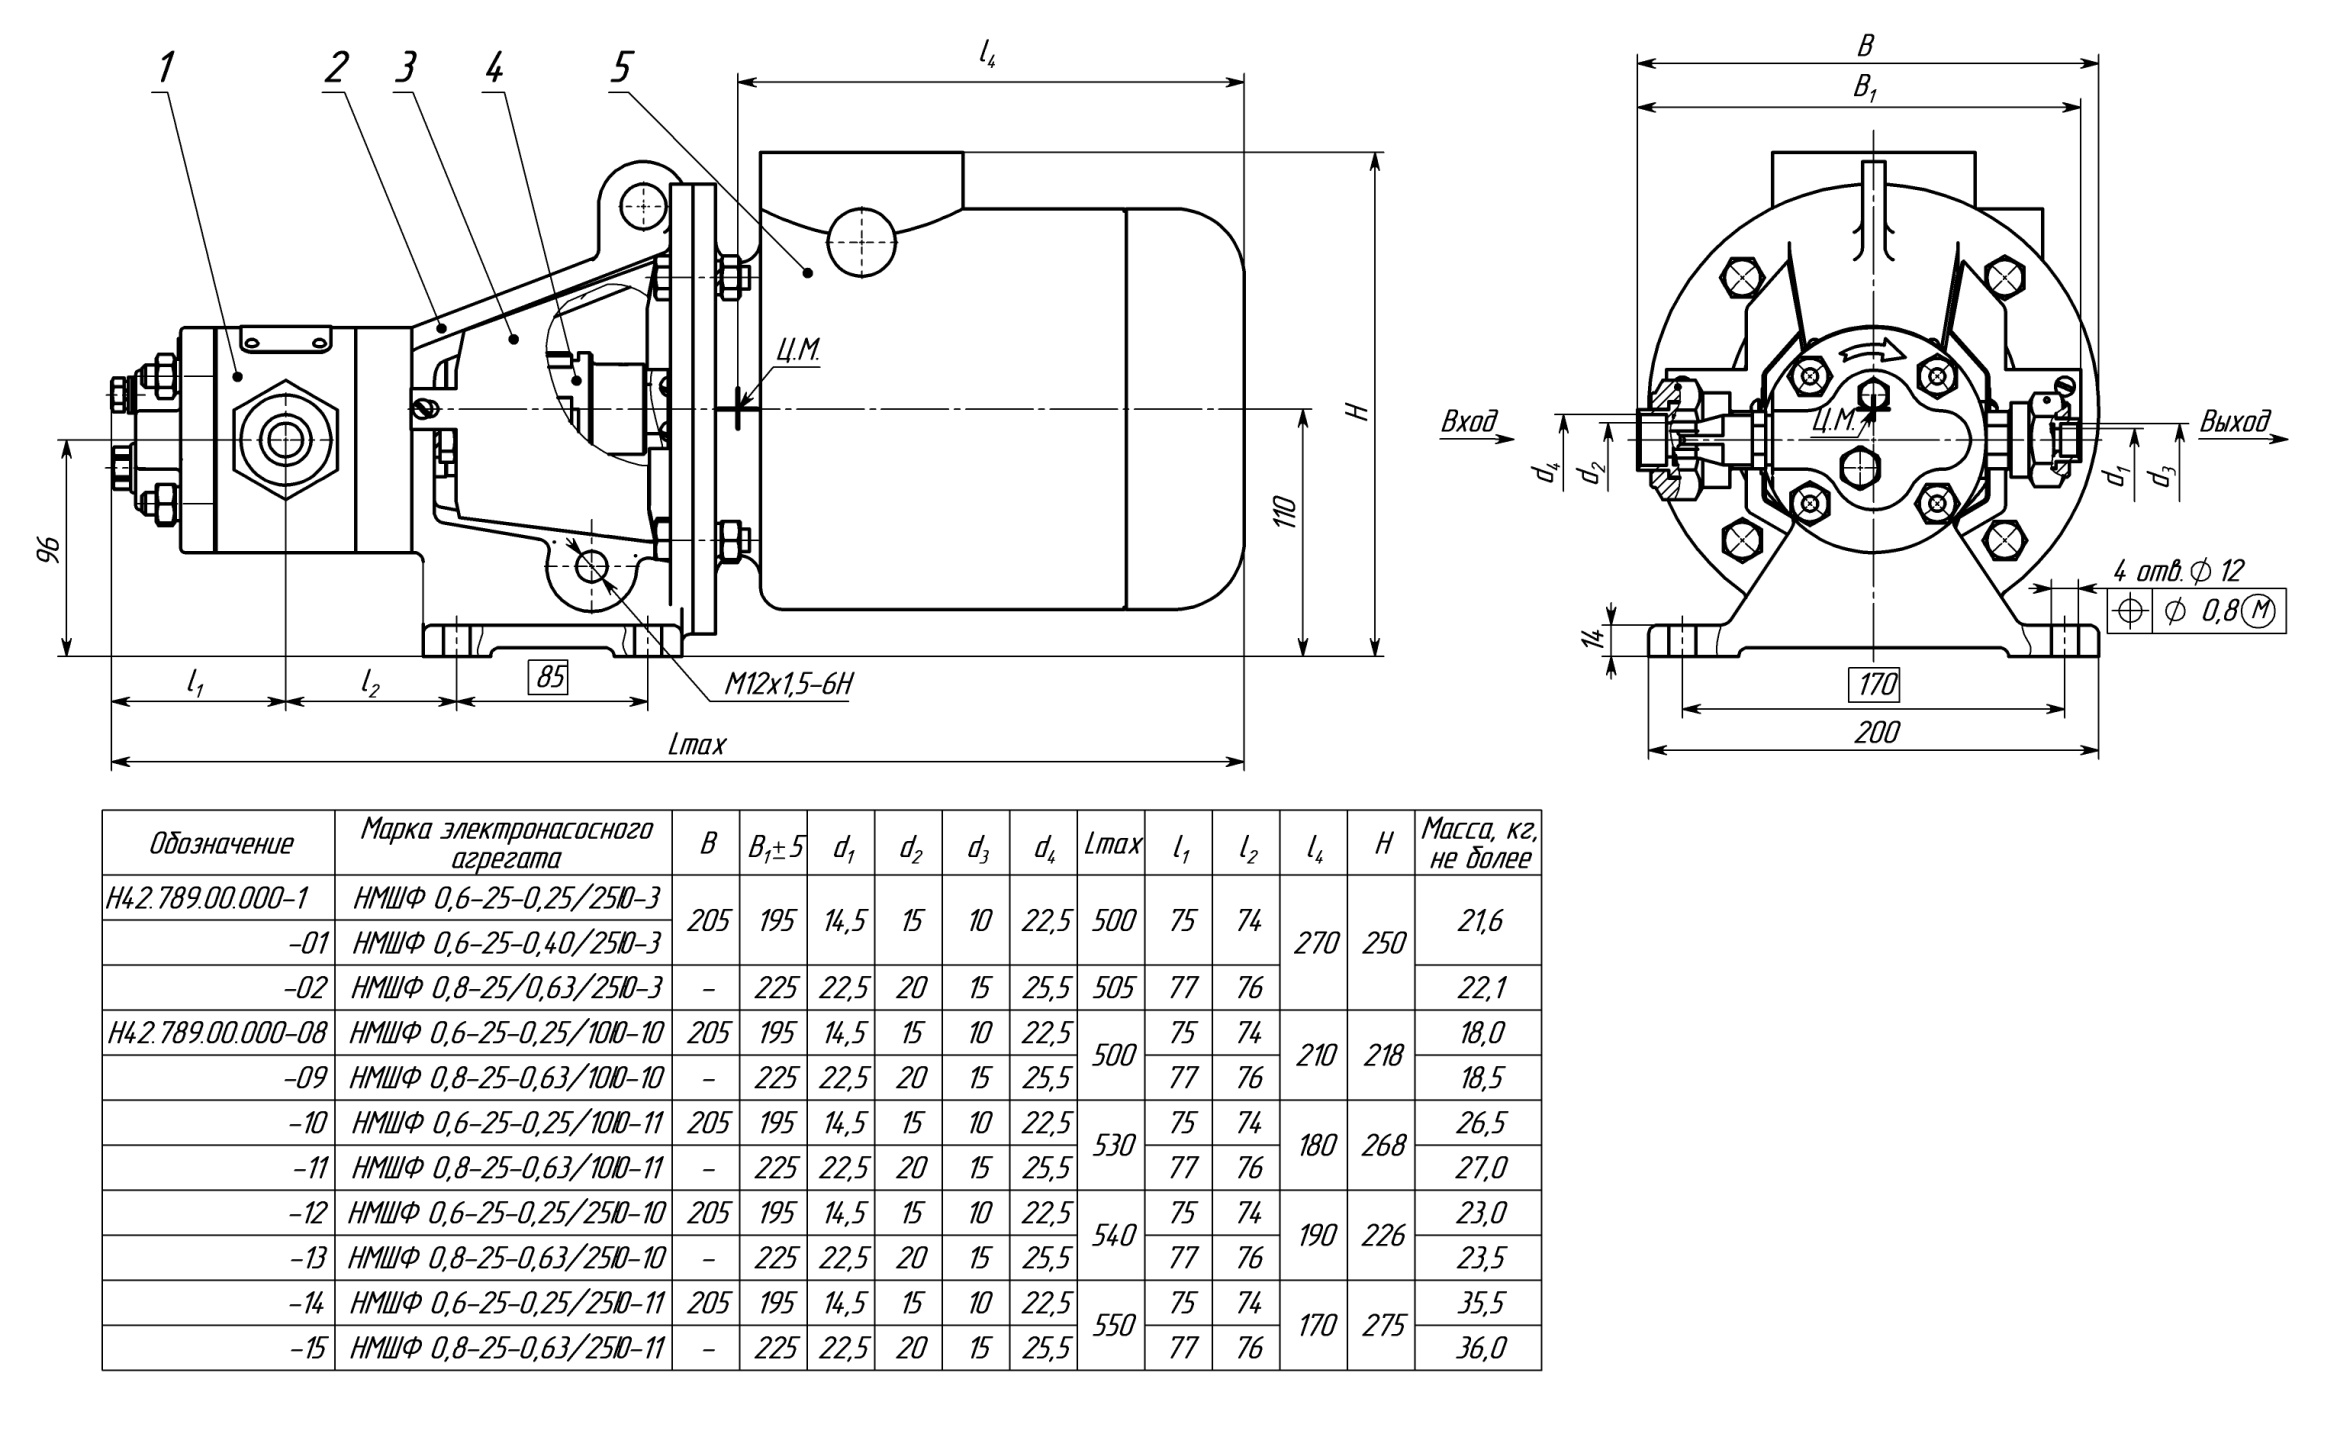 1 2 3 4 5
l4
Ц.М.
H
110
96
l1 l2 85
М12х1,5-6Н
Lmax
B
B1
Вход
Выход
Ц.М.
d4 d2
d1 d3
4 отв. ∅ 12
⌖ ∅ 0,8 Ⓜ
14
170
200
Обозначение | Марка электронасосного агрегата | B | B1±5 | d1 | d2 | d3 | d4 | Lmax | l1 | l2 | l4 | H | Масса, кг, не более
Н42.789.00.000-1 | НМШФ 0,6-25-0,25/25Ю-3 | 205 | 195 | 14,5 | 15 | 10 | 22,5 | 500 | 75 | 74 | 270 | 250 | 21,6
-01 | НМШФ 0,6-25-0,40/25Ю-3
-02 | НМШФ 0,8-25/0,63/25Ю-3 | - | 225 | 22,5 | 20 | 15 | 25,5 | 505 | 77 | 76 | 22,1
Н42.789.00.000-08 | НМШФ 0,6-25-0,25/10Ю-10 | 205 | 195 | 14,5 | 15 | 10 | 22,5 | 500 | 75 | 74 | 210 | 218 | 18,0
-09 | НМШФ 0,8-25-0,63/10Ю-10 | - | 225 | 22,5 | 20 | 15 | 25,5 | 77 | 76 | 18,5
-10 | НМШФ 0,6-25-0,25/10Ю-11 | 205 | 195 | 14,5 | 15 | 10 | 22,5 | 530 | 75 | 74 | 180 | 268 | 26,5
-11 | НМШФ 0,8-25-0,63/10Ю-11 | - | 225 | 22,5 | 20 | 15 | 25,5 | 77 | 76 | 27,0
-12 | НМШФ 0,6-25-0,25/25Ю-10 | 205 | 195 | 14,5 | 15 | 10 | 22,5 | 540 | 75 | 74 | 190 | 226 | 23,0
-13 | НМШФ 0,8-25-0,63/25Ю-10 | - | 225 | 22,5 | 20 | 15 | 25,5 | 77 | 76 | 23,5
-14 | НМШФ 0,6-25-0,25/25Ю-11 | 205 | 195 | 14,5 | 15 | 10 | 22,5 | 550 | 75 | 74 | 170 | 275 | 35,5
-15 | НМШФ 0,8-25-0,63/25Ю-11 | - | 225 | 22,5 | 20 | 15 | 25,5 | 77 | 76 | 36,0